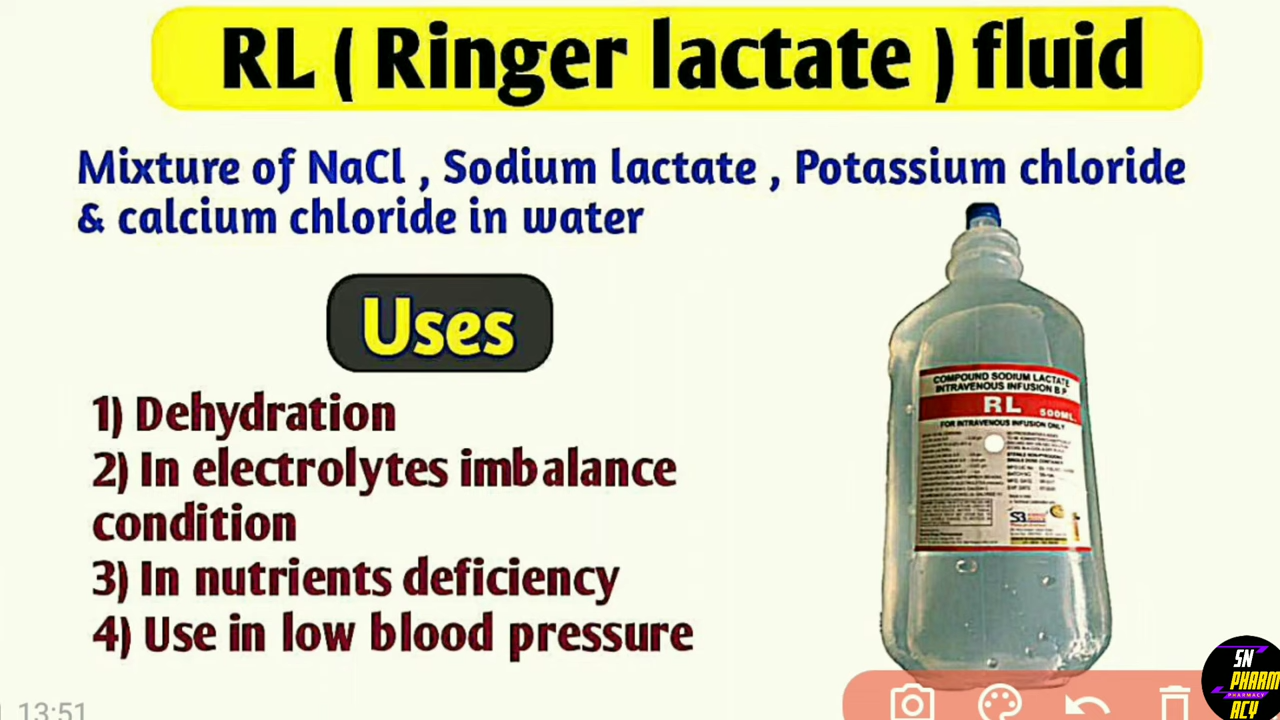 RL ( Ringer lactate ) fluid
Mixture of NaCl , Sodium lactate , Potassium chloride
& calcium chloride in water
Uses
1) Dehydration
2) In electrolytes imbalance
condition
3) In nutrients deficiency
4) Use in low blood pressure
COMPOUND SODIUM LACTATE
INTRAVENOUS INFUSION B.P.
RL 500ML.
FOR INTRAVENOUS INFUSION ONLY
13:51
SN
PHARM
PHARMACY
ACY